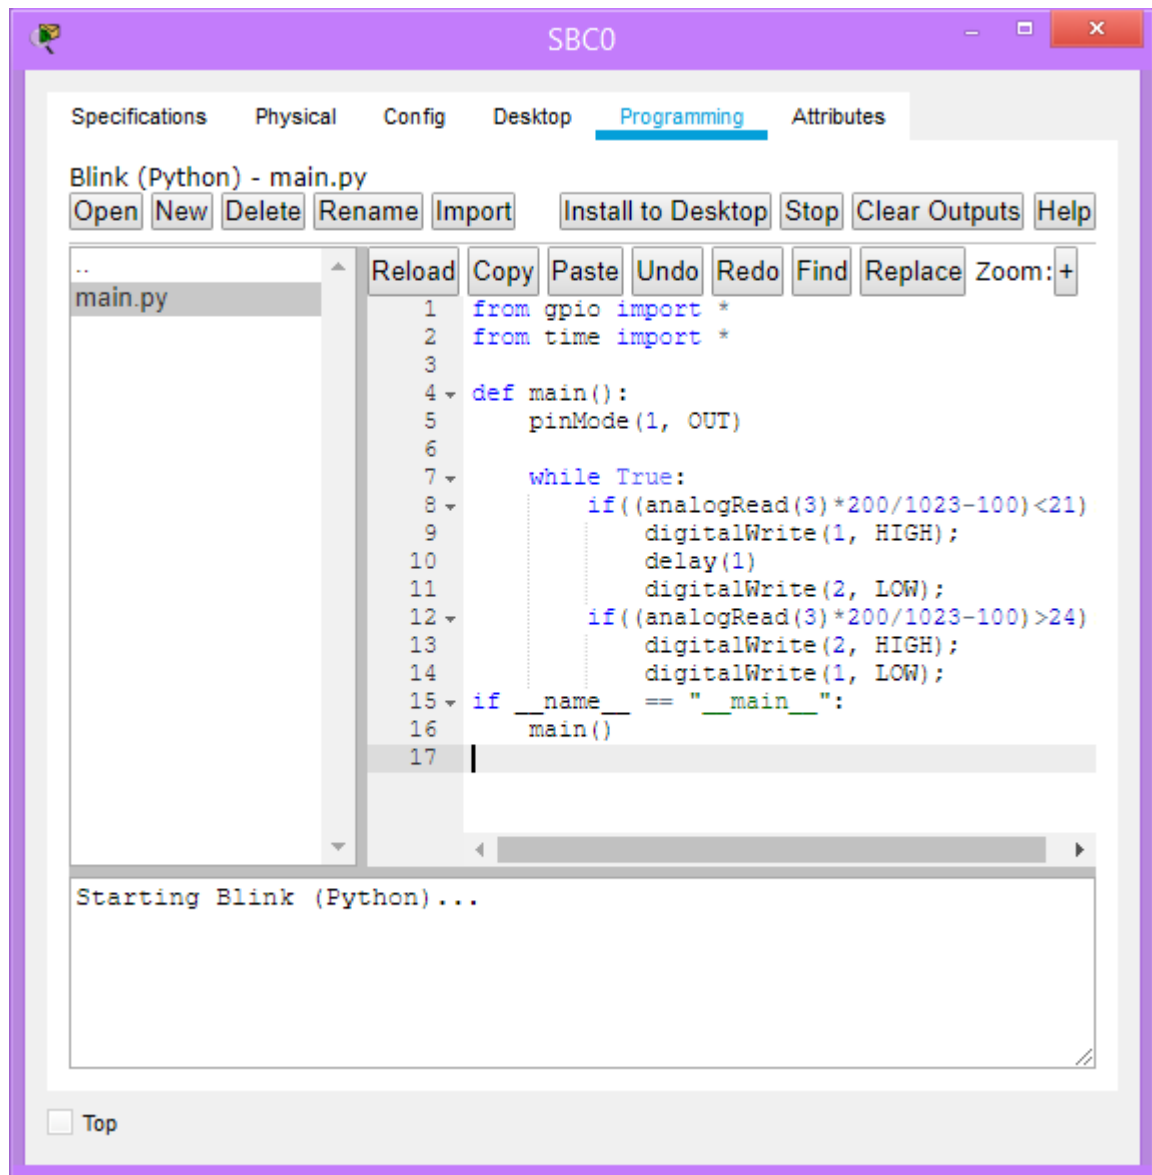 SBC0
Specifications Physical Config Desktop Programming Attributes
Blink (Python) - main.py
Open New Delete Rename Import Install to Desktop Stop Clear Outputs Help
..
main.py
Reload Copy Paste Undo Redo Find Replace Zoom: +
1 from gpio import *
2 from time import *
3
4 def main():
5     pinMode(1, OUT)
6
7     while True:
8         if((analogRead(3)*200/1023-100)<21)
9             digitalWrite(1, HIGH);
10             delay(1)
11             digitalWrite(2, LOW);
12         if((analogRead(3)*200/1023-100)>24)
13             digitalWrite(2, HIGH);
14             digitalWrite(1, LOW);
15 if __name__ == "__main__":
16     main()
17
Starting Blink (Python)...
Top